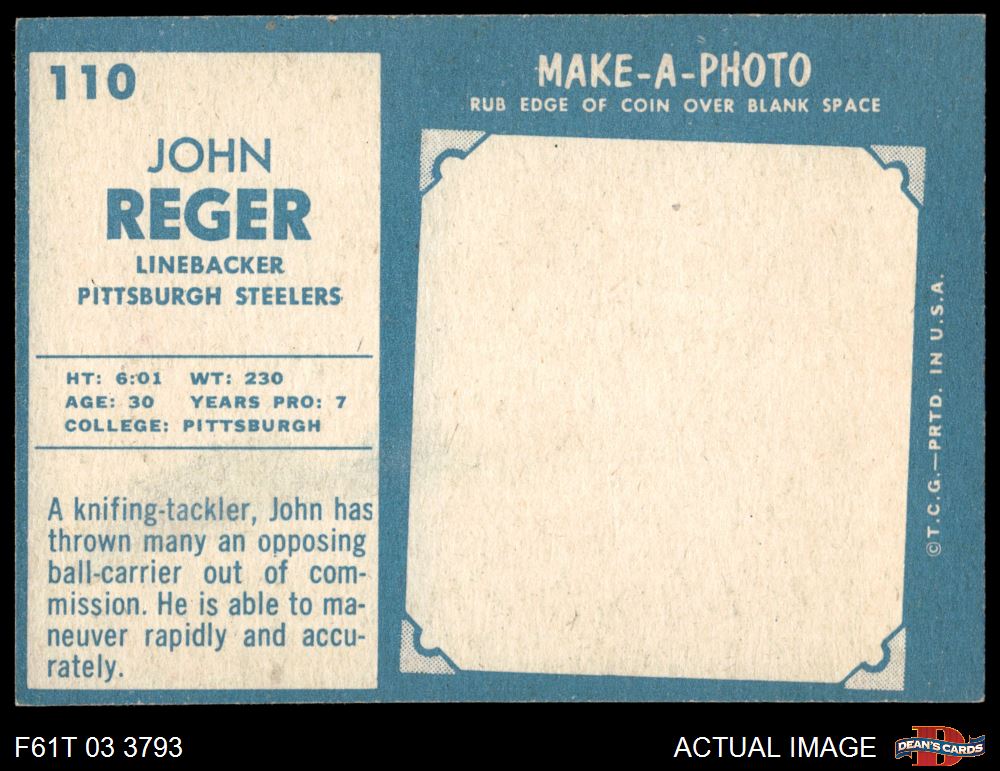 110
JOHN
REGER
LINEBACKER
PITTSBURGH STEELERS
HT: 6:01 WT: 230
AGE: 30 YEARS PRO: 7
COLLEGE: PITTSBURGH
A knifing-tackler, John has
thrown many an opposing
ball-carrier out of com-
mission. He is able to ma-
neuver rapidly and accu-
rately.
MAKE-A-PHOTO
RUB EDGE OF COIN OVER BLANK SPACE
©T.C.G.—PRTD. IN U.S.A.
F61T 03 3793
ACTUAL IMAGE
D
DEAN'S CARDS